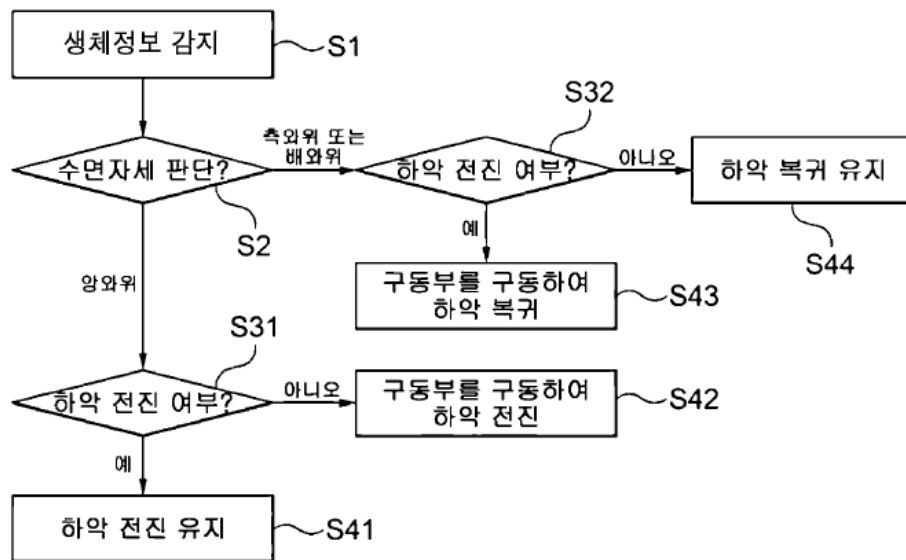 생체정보 감지
S1
수면자세 판단?
S2
측와위 또는
배와위
하악 전진 여부?
S32
아니오
하악 복귀 유지
S44
예
구동부를 구동하여
하악 복귀
S43
앙와위
하악 전진 여부?
S31
아니오
구동부를 구동하여
하악 전진
S42
예
하악 전진 유지
S41